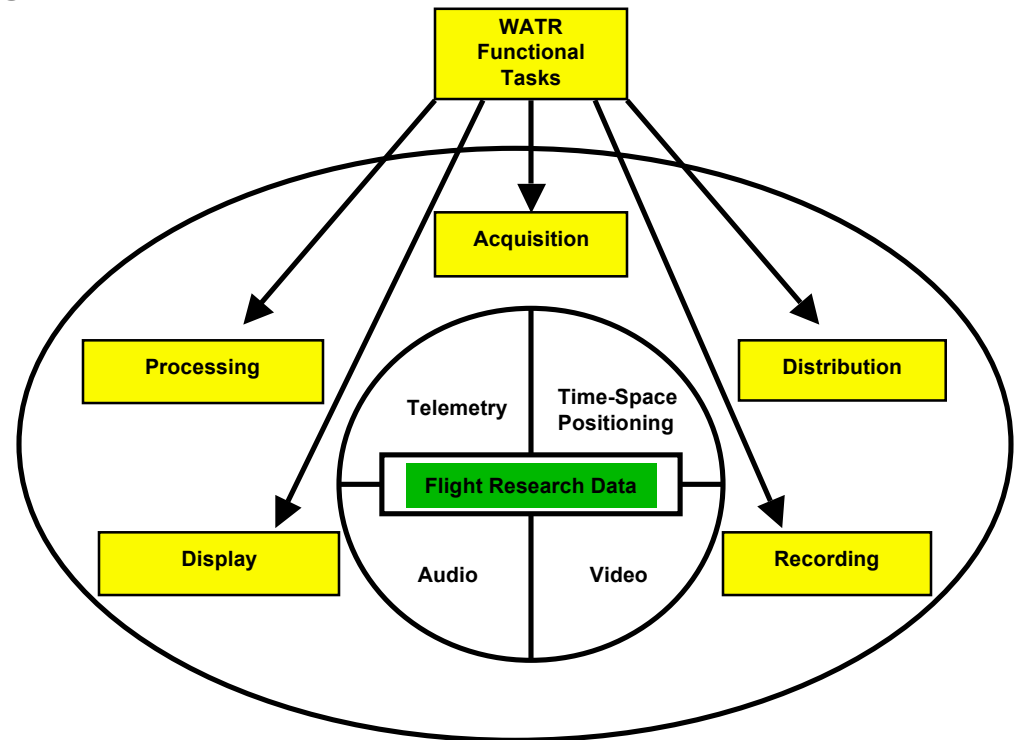 WATR
Functional
Tasks
Acquisition
Processing
Distribution
Telemetry
Time-Space
Positioning
Flight Research Data
Audio
Video
Display
Recording